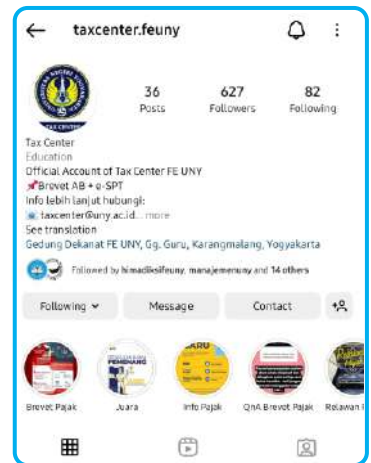 taxcenter.feuny
36 627 82
Posts Followers Following
TAX CENTER
Tax Center
Education
Official Account of Tax Center FE UNY
📌Brevet AB + e-SPT
Info lebih lanjut hubungi:
📧 taxcenter@uny.ac.id... more
See translation
Gedung Dekanat FE UNY, Gg. Guru, Karangmalang, Yogyakarta
Followed by himadiksifeuny, manajemenuny and 14 others
Following Message Contact
Brevet Pajak Juara Info Pajak QnA Brevet Pajak Relawan